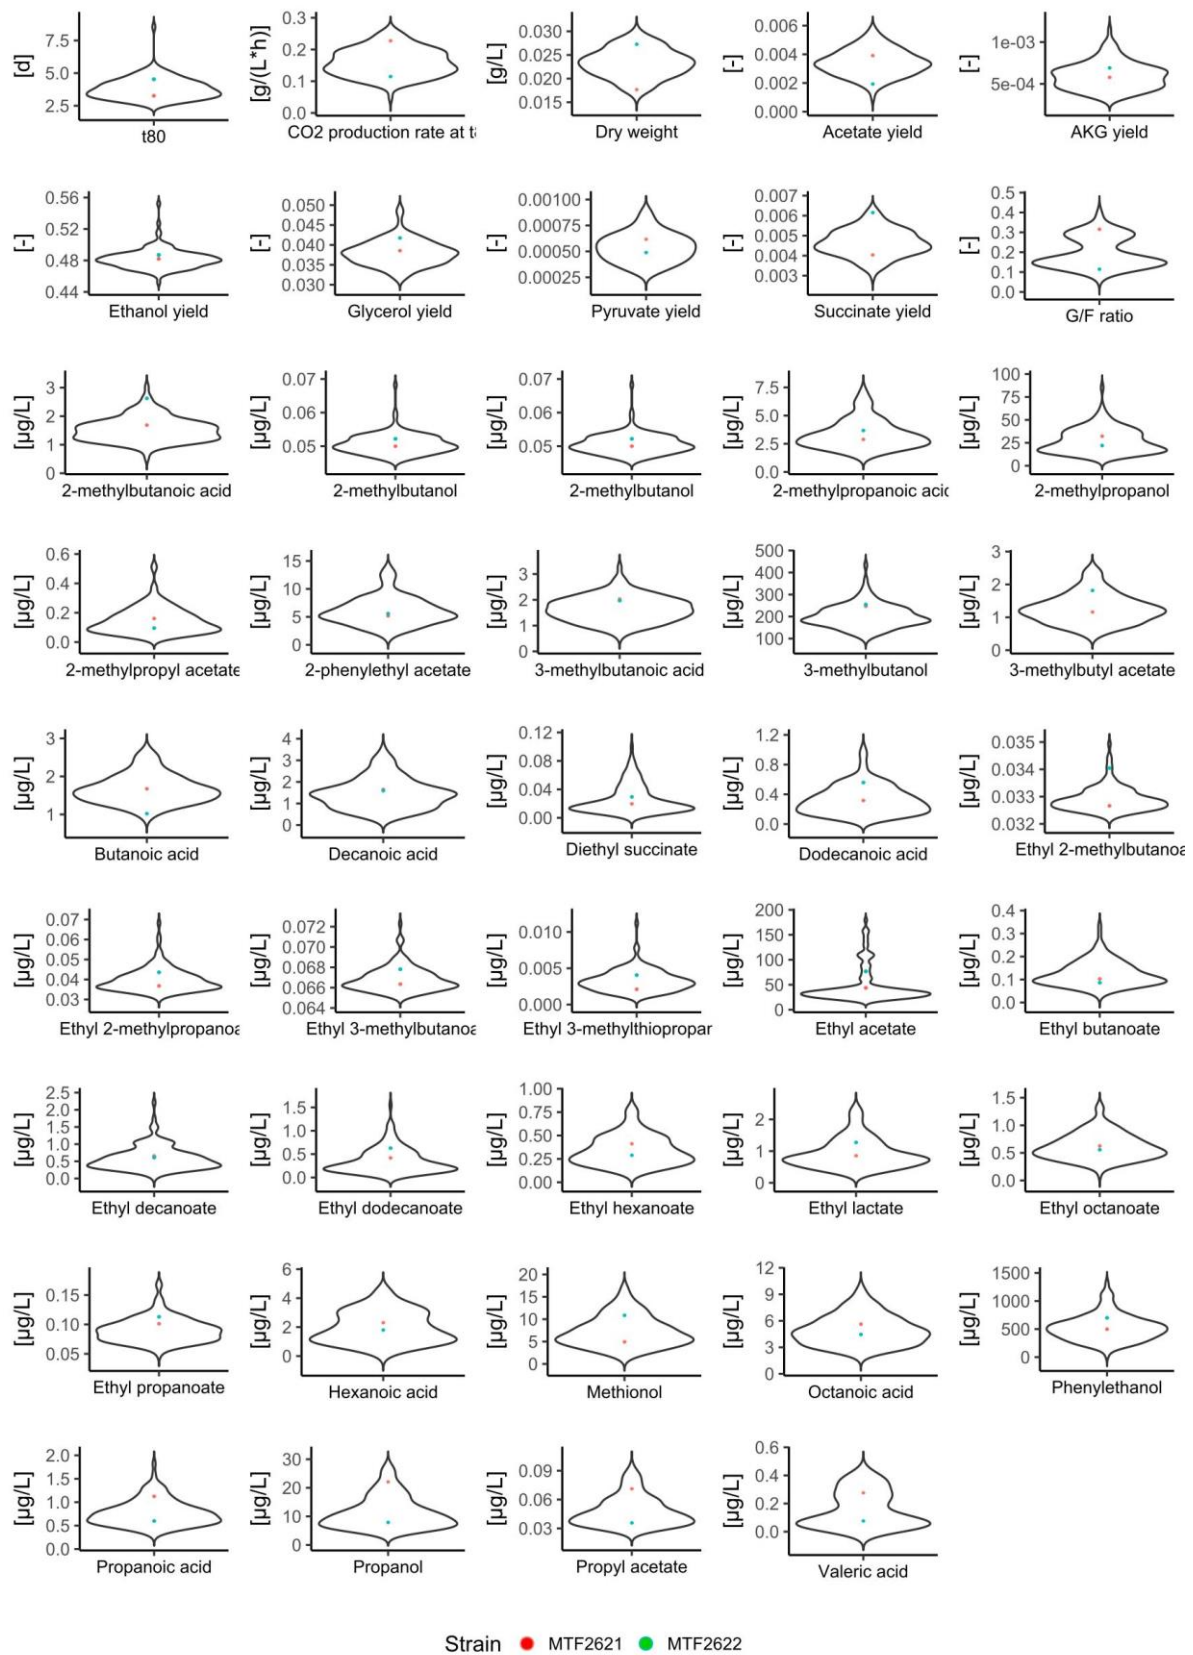 [d]
7.5
5.0
2.5
t80
[g/(L*h)]
0.3
0.2
0.1
0.0
CO2 production rate at t
[g/L]
0.030
0.025
0.020
0.015
Dry weight
[-]
0.006
0.004
0.002
0.000
Acetate yield
[-]
1e-03
5e-04
AKG yield
[-]
0.56
0.52
0.48
0.44
Ethanol yield
[-]
0.050
0.045
0.040
0.035
0.030
Glycerol yield
[-]
0.00100
0.00075
0.00050
0.00025
Pyruvate yield
[-]
0.007
0.006
0.005
0.004
0.003
Succinate yield
[-]
0.5
0.4
0.3
0.2
0.1
0.0
G/F ratio
[µg/L]
3
2
1
0
2-methylbutanoic acid
[µg/L]
0.07
0.06
0.05
2-methylbutanol
[µg/L]
0.07
0.06
0.05
2-methylbutanol
[µg/L]
7.5
5.0
2.5
0.0
2-methylpropanoic aci
[µg/L]
100
75
50
25
0
2-methylpropanol
[µg/L]
0.6
0.4
0.2
0.0
2-methylpropyl acetate
[µg/L]
15
10
5
0
2-phenylethyl acetate
[µg/L]
3
2
1
0
3-methylbutanoic acid
[µg/L]
500
400
300
200
100
3-methylbutanol
[µg/L]
3
2
1
0
3-methylbutyl acetate
[µg/L]
3
2
1
Butanoic acid
[µg/L]
4
3
2
1
0
Decanoic acid
[µg/L]
0.12
0.08
0.04
0.00
Diethyl succinate
[µg/L]
1.2
0.8
0.4
0.0
Dodecanoic acid
[µg/L]
0.035
0.034
0.033
0.032
Ethyl 2-methylbutanoa
[µg/L]
0.07
0.06
0.05
0.04
0.03
Ethyl 2-methylpropanoa
[µg/L]
0.072
0.070
0.068
0.066
0.064
Ethyl 3-methylbutanoa
[µg/L]
0.010
0.005
0.000
Ethyl 3-methylthiopropa
[µg/L]
200
150
100
50
0
Ethyl acetate
[µg/L]
0.4
0.3
0.2
0.1
0.0
Ethyl butanoate
[µg/L]
2.5
2.0
1.5
1.0
0.5
0.0
Ethyl decanoate
[µg/L]
1.5
1.0
0.5
0.0
Ethyl dodecanoate
[µg/L]
1.00
0.75
0.50
0.25
0.00
Ethyl hexanoate
[µg/L]
2
1
0
Ethyl lactate
[µg/L]
1.5
1.0
0.5
0.0
Ethyl octanoate
[µg/L]
0.15
0.10
0.05
Ethyl propanoate
[µg/L]
6
4
2
0
Hexanoic acid
[µg/L]
20
15
10
5
0
Methionol
[µg/L]
12
9
6
3
0
Octanoic acid
[µg/L]
1500
1000
500
0
Phenylethanol
[µg/L]
2.0
1.5
1.0
0.5
0.0
Propanoic acid
[µg/L]
30
20
10
0
Propanol
[µg/L]
0.09
0.06
0.03
Propyl acetate
[µg/L]
0.6
0.4
0.2
0.0
Valeric acid
Strain MTF2621 MTF2622